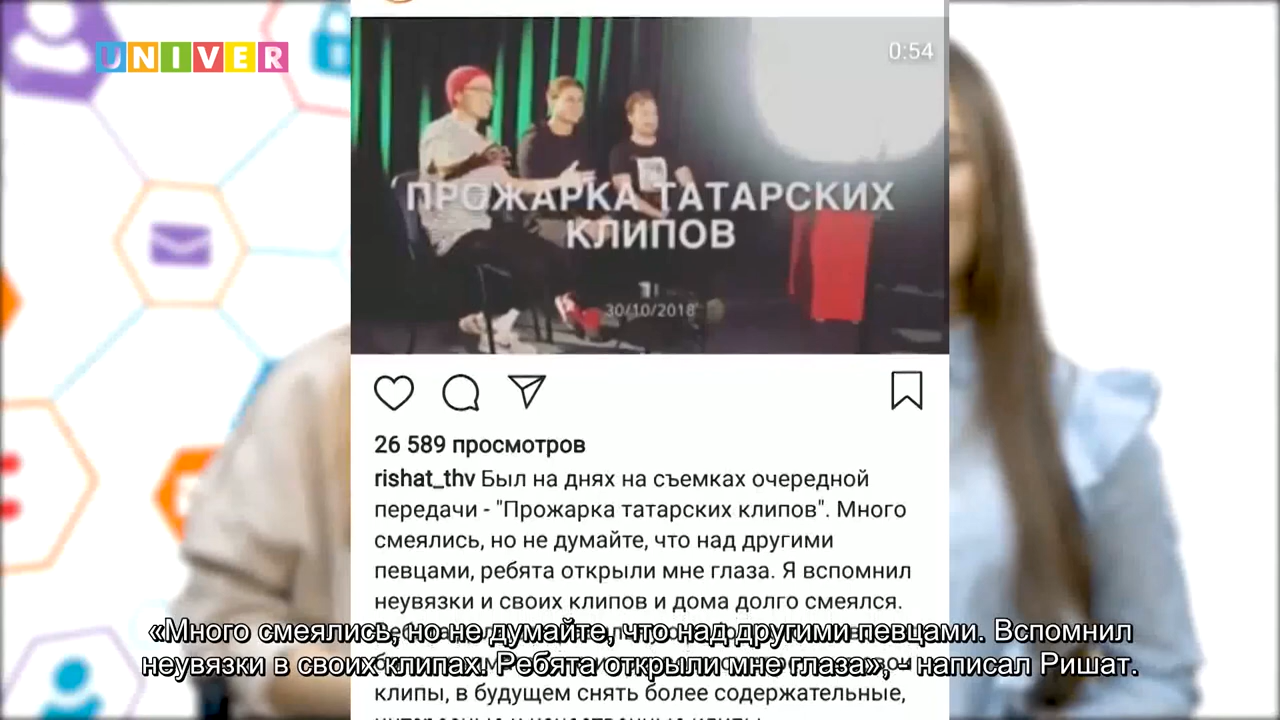 UNIVER
0:54
ПРОЖАРКА ТАТАРСКИХ
КЛИПОВ
30/10/2018
26 589 просмотров
rishat_thv Был на днях на съемках очередной
передачи - "Прожарка татарских клипов". Много
смеялись, но не думайте, что над другими
певцами, ребята открыли мне глаза. Я вспомнил
неувязки и своих клипов и дома долго смеялся.
«Много смеялись, но не думайте, что над другими певцами. Вспомнил
неувязки в своих клипах. Ребята открыли мне глаза», - написал Ришат.
клипы, в будущем снять более содержательные,